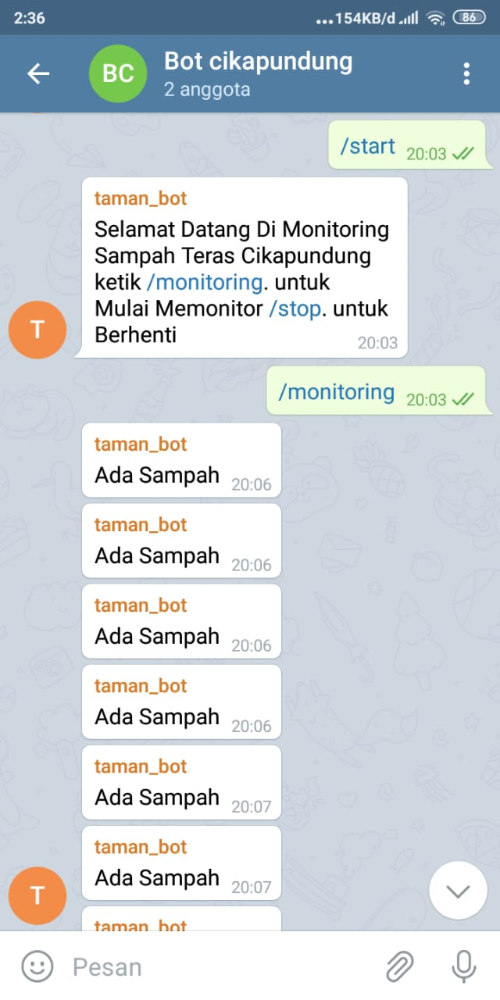 2:36 ...154KB/d 86
BC Bot cikapundung
2 anggota
/start 20:03
taman_bot
Selamat Datang Di Monitoring
Sampah Teras Cikapundung
ketik /monitoring. untuk
Mulai Memonitor /stop. untuk
Berhenti
20:03
T
/monitoring 20:03
taman_bot
Ada Sampah 20:06
taman_bot
Ada Sampah 20:06
taman_bot
Ada Sampah 20:06
taman_bot
Ada Sampah 20:06
taman_bot
Ada Sampah 20:07
taman_bot
Ada Sampah 20:07
T
taman_bot
Pesan